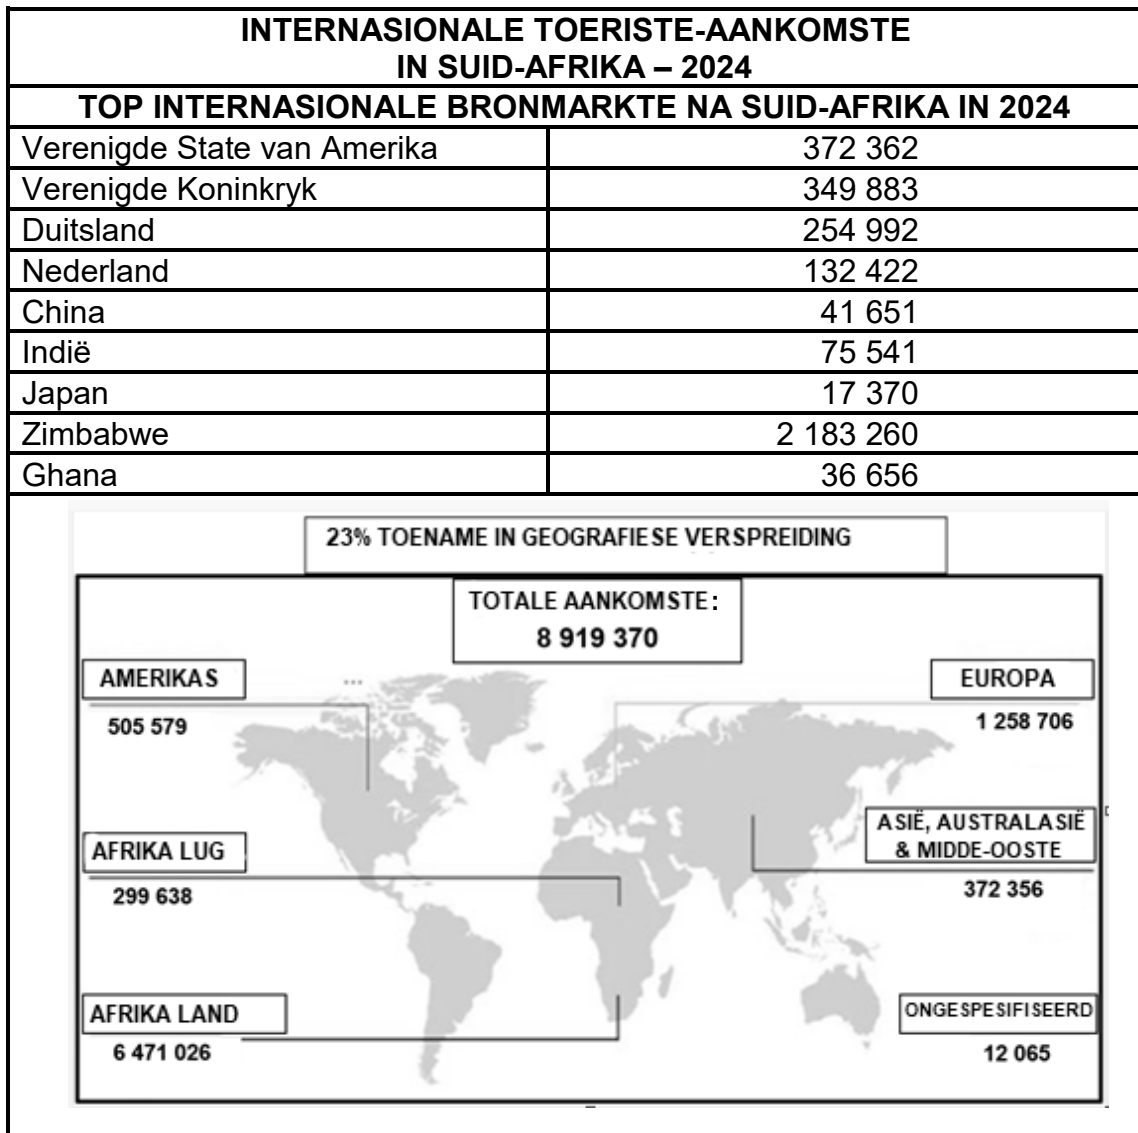 INTERNASIONALE TOERISTE-AANKOMSTE
IN SUID-AFRIKA – 2024
TOP INTERNASIONALE BRONMARKTE NA SUID-AFRIKA IN 2024
Verenigde State van Amerika 372 362
Verenigde Koninkryk 349 883
Duitsland 254 992
Nederland 132 422
China 41 651
Indië 75 541
Japan 17 370
Zimbabwe 2 183 260
Ghana 36 656
23% TOENAME IN GEOGRAFIESE VERSPREIDING
TOTALE AANKOMSTE:
8 919 370
AMERIKAS
505 579
EUROPA
1 258 706
AFRIKA LUG
299 638
ASIË, AUSTRALASIË
& MIDDE-OOSTE
372 356
AFRIKA LAND
6 471 026
ONGESPESIFISEERD
12 065